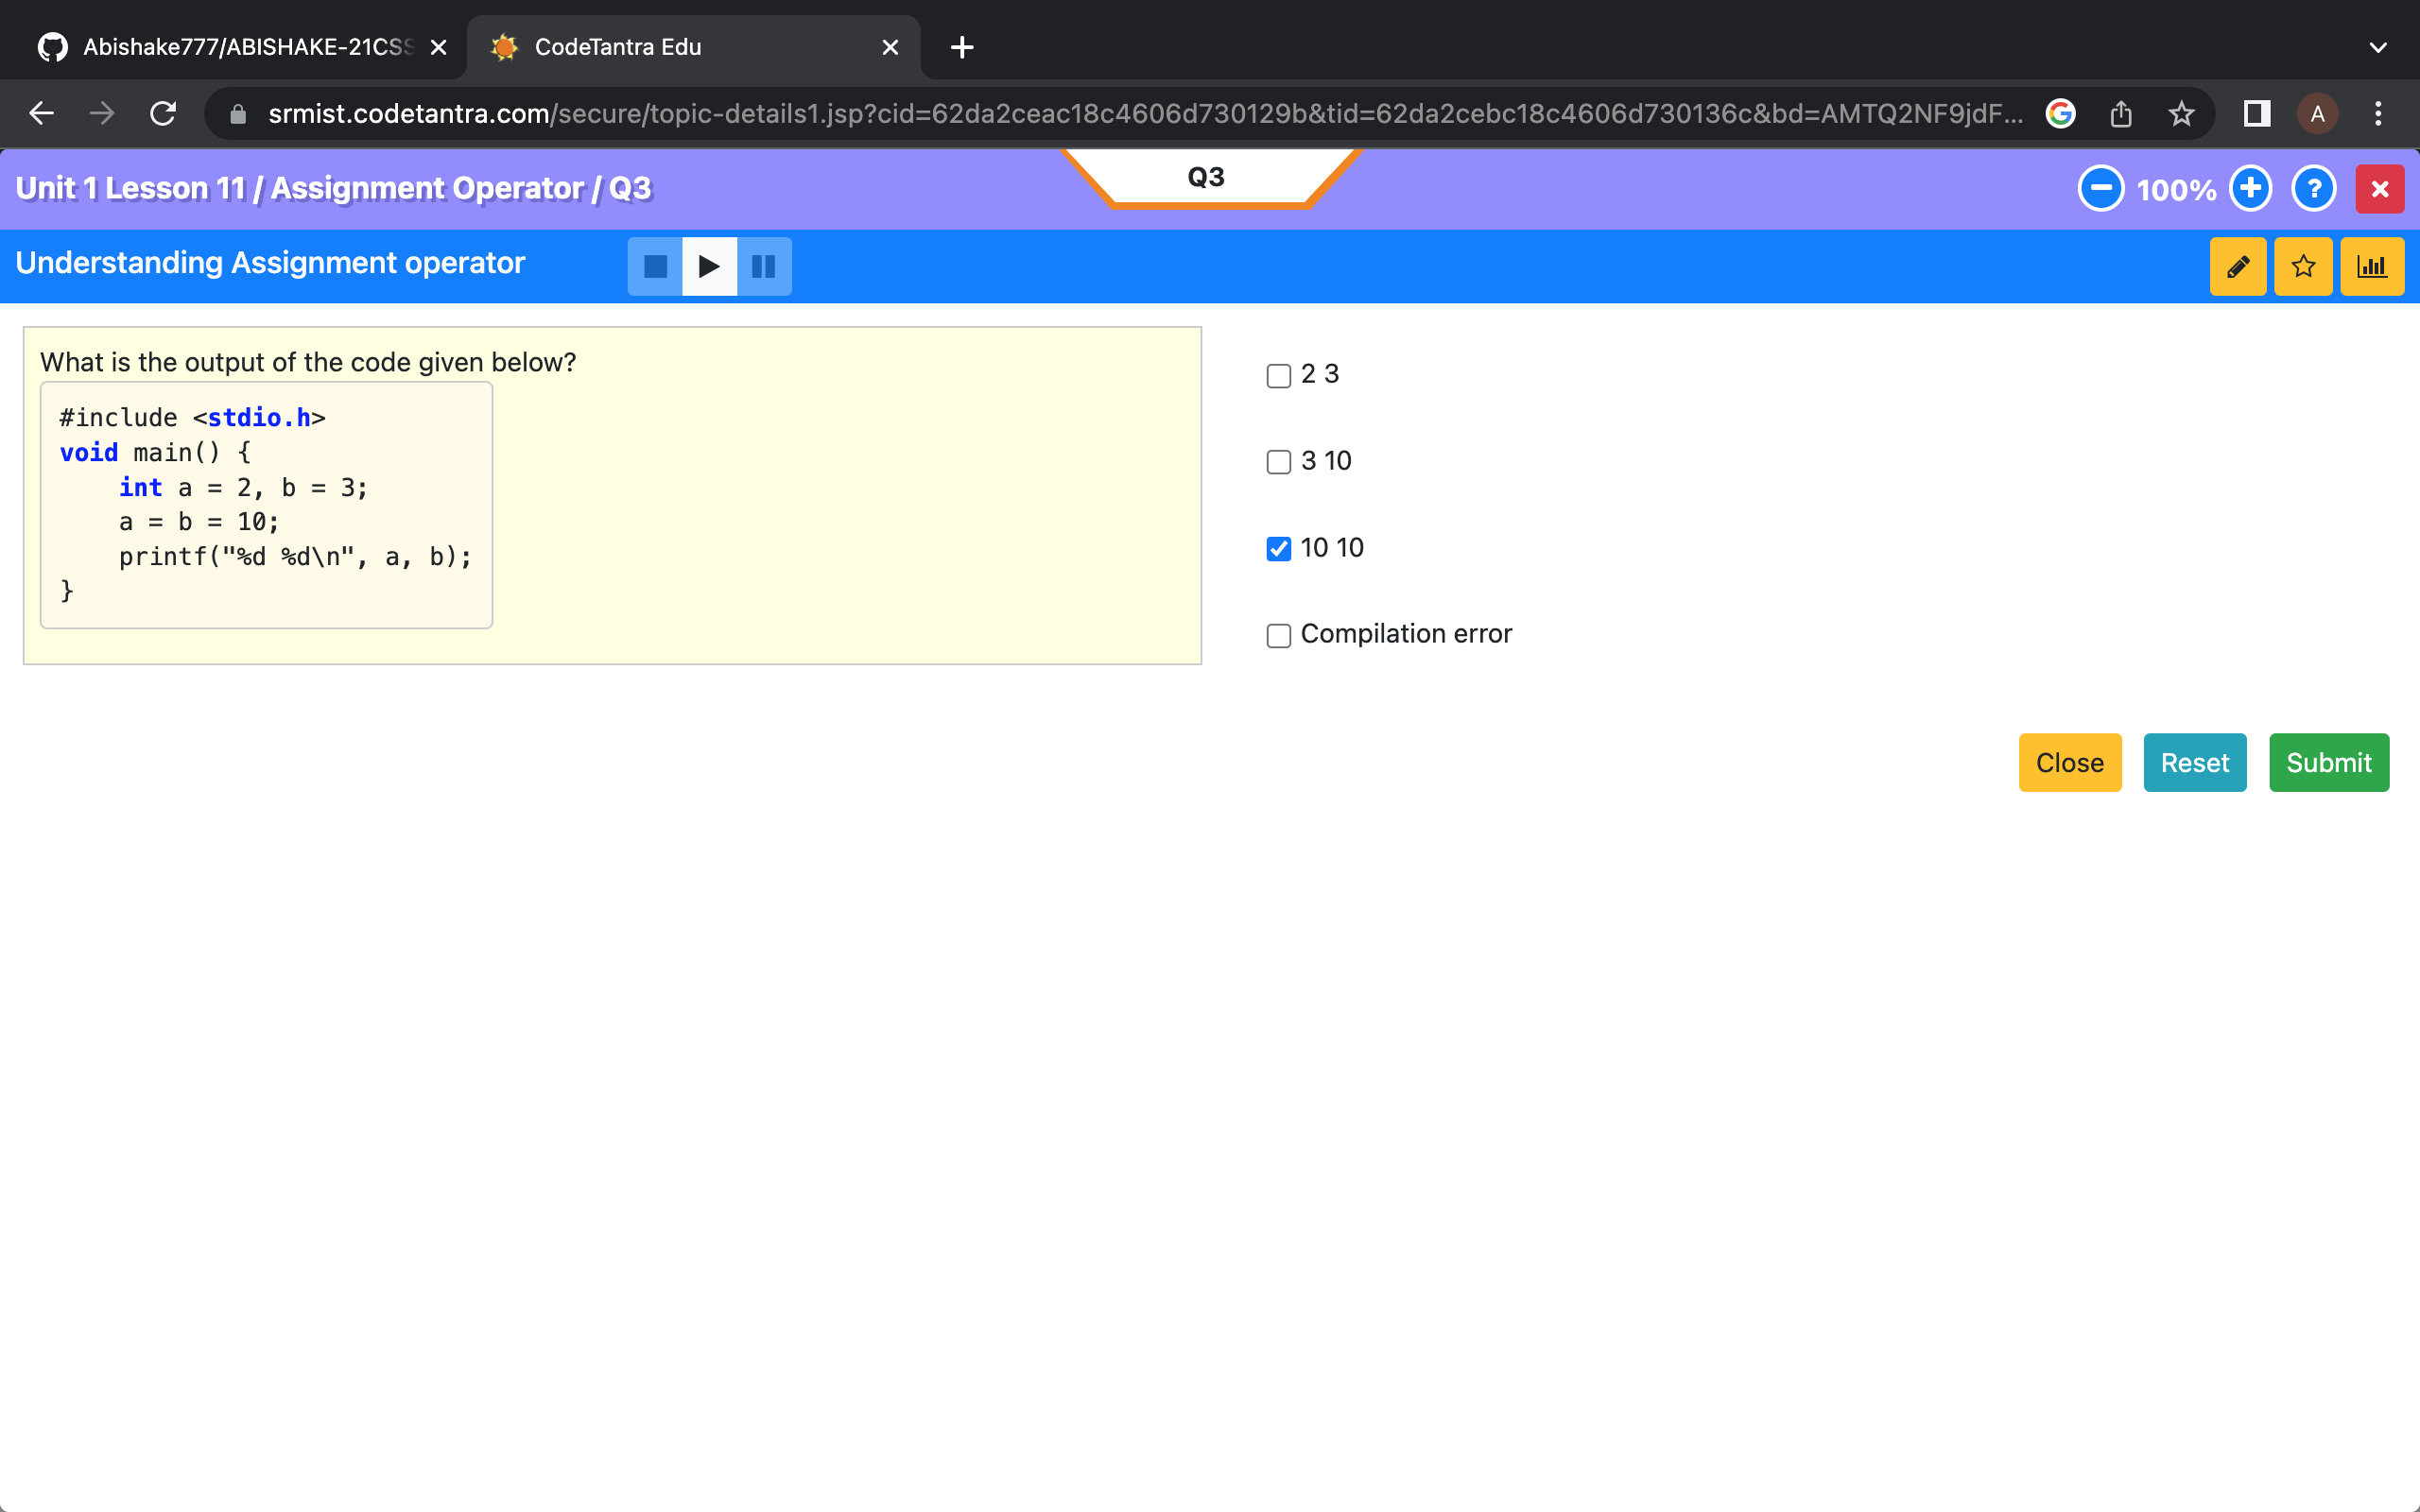 Abishake777/ABISHAKE-21CSS
CodeTantra Edu
srmist.codetantra.com/secure/topic-details1.jsp?cid=62da2ceac18c4606d730129b&tid=62da2cebc18c4606d730136c&bd=AMTQ2NF9jdF...
A
Unit 1 Lesson 11 / Assignment Operator / Q3
Q3
100%
?
Understanding Assignment operator
What is the output of the code given below?
#include <stdio.h>
void main() {
    int a = 2, b = 3;
    a = b = 10;
    printf("%d %d\n", a, b);
}
2 3
3 10
10 10
Compilation error
Close
Reset
Submit